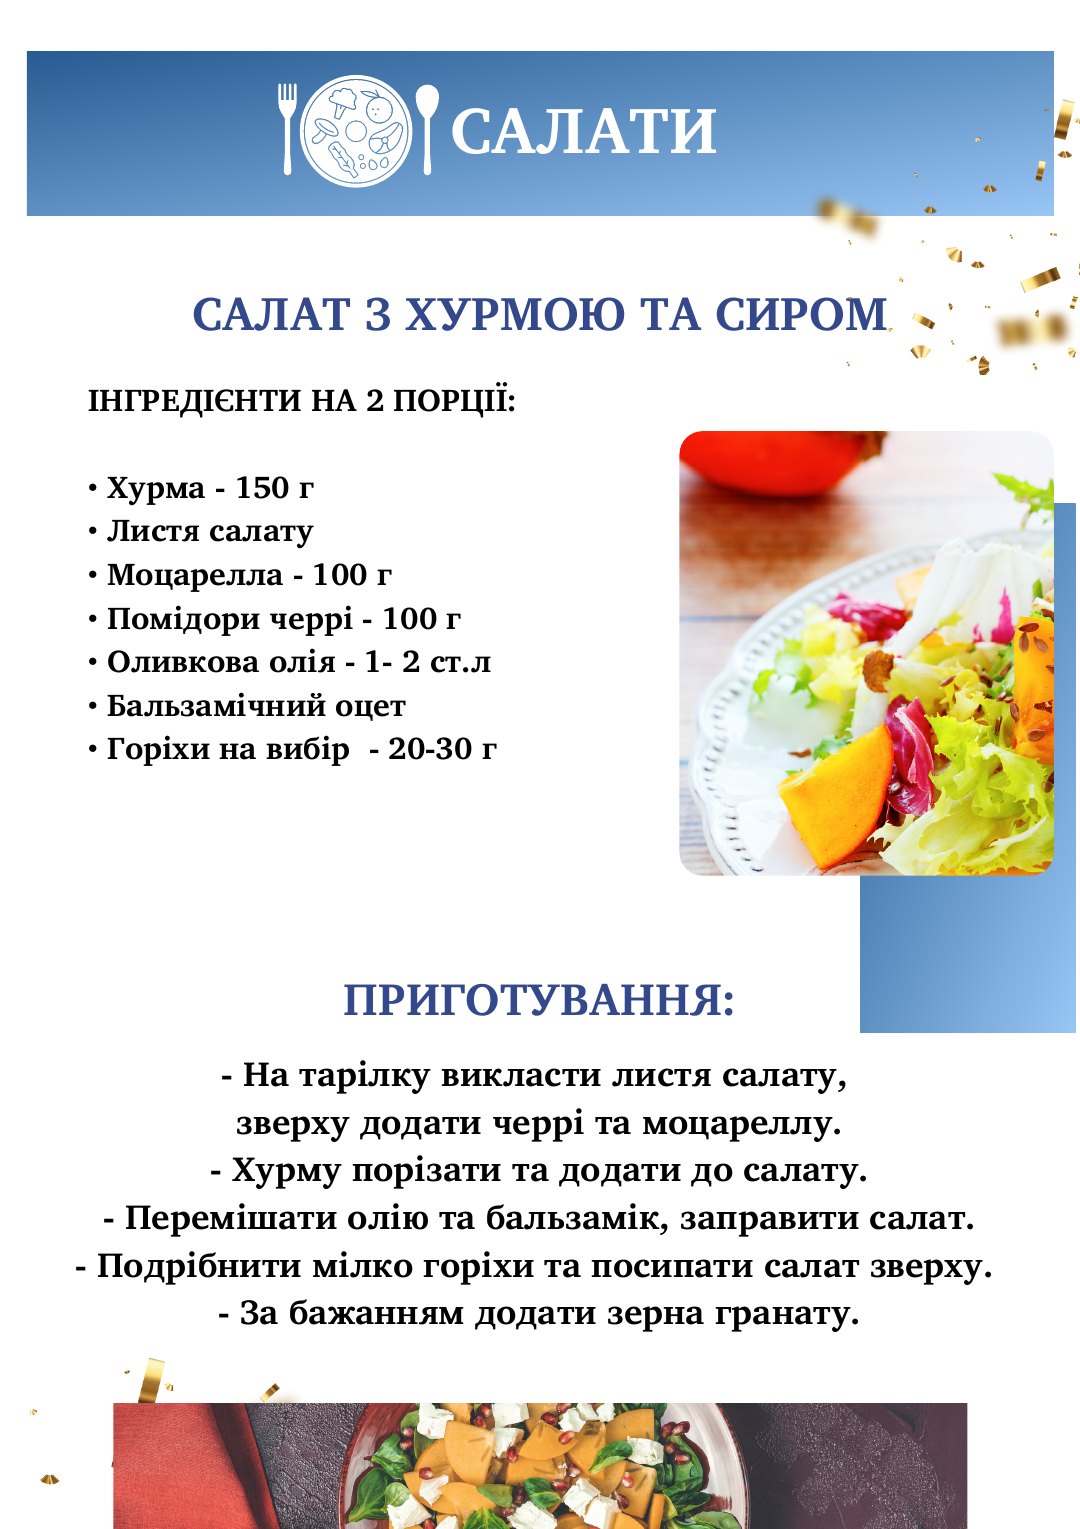 САЛАТИ
САЛАТ З ХУРМОЮ ТА СИРОМ
ІНГРЕДІЄНТИ НА 2 ПОРЦІЇ:
• Хурма - 150 г
• Листя салату
• Моцарелла - 100 г
• Помідори черрі - 100 г
• Оливкова олія - 1- 2 ст.л
• Бальзамічний оцет
• Горіхи на вибір  - 20-30 г
ПРИГОТУВАННЯ:
- На тарілку викласти листя салату,
зверху додати черрі та моцареллу.
- Хурму порізати та додати до салату.
- Перемішати олію та бальзамік, заправити салат.
- Подрібнити мілко горіхи та посипати салат зверху.
- За бажанням додати зерна гранату.